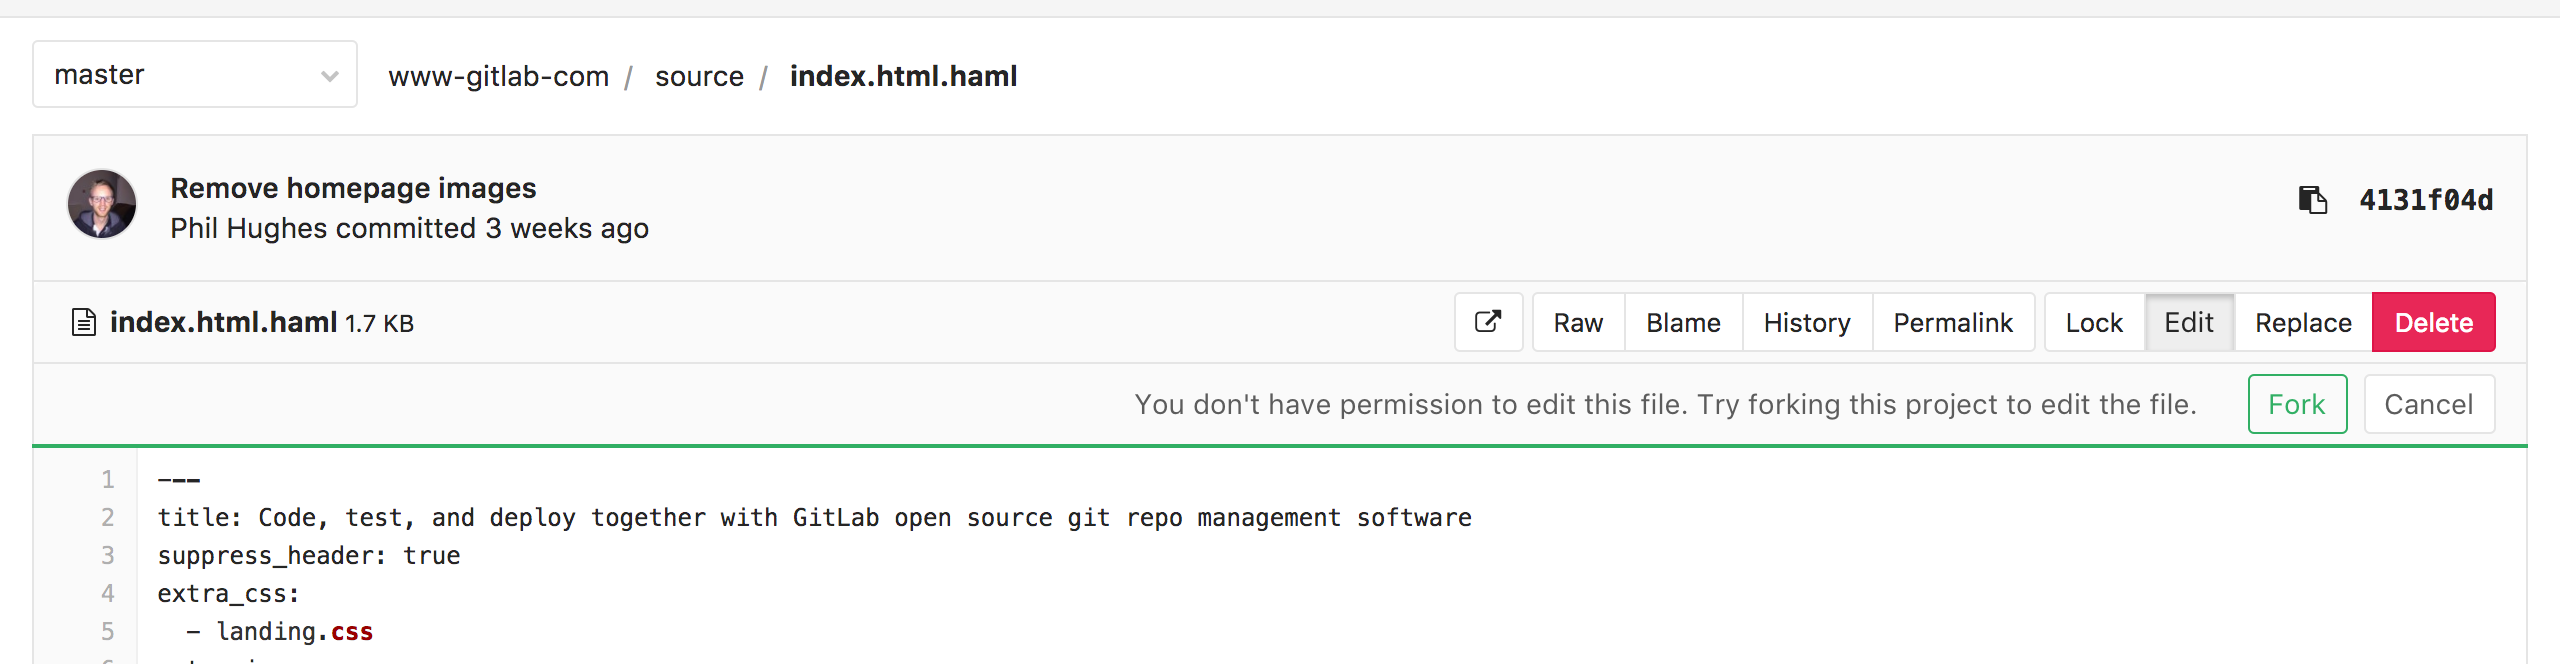 master
www-gitlab-com / source / index.html.haml
Remove homepage images
Phil Hughes committed 3 weeks ago
4131f04d
index.html.haml 1.7 KB
Raw Blame History Permalink Lock Edit Replace Delete
You don't have permission to edit this file. Try forking this project to edit the file. Fork Cancel
1 ---
2 title: Code, test, and deploy together with GitLab open source git repo management software
3 suppress_header: true
4 extra_css:
5   - landing.css